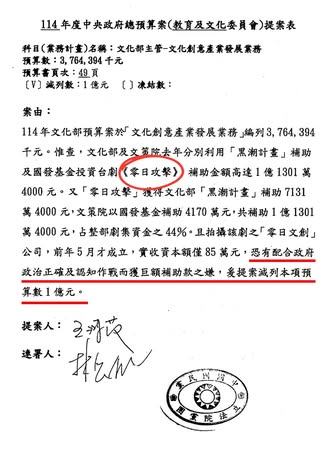 114 年度中央政府總預算案(教育及文化委員會)提案表
科目(業務計畫)名稱:文化部主管-文化創意產業發展業務
預算數:3,764,394 千元
預算書頁次:49 頁
[V]減列數:1 億元 [ ]凍結數:
案由:
114 年文化部預算案於「文化創意產業發展業務」編列 3,764,394
千元。惟查,文化部及文策院去年分別利用「黑潮計畫」補助
及國發基金投資台劇《零日攻擊》 補助金額高達 1 億 1301 萬
4000 元。又「零日攻擊」獲得文化部「黑潮計畫」補助 7131
萬 4000 元,文策院以國發基金補助 4170 萬元,共補助 1 億 1301
萬 4000 元,占整部劇集資金之 44%。且拍攝該劇之「零日文創」公
司,前年 5 月才成立,實收資本額僅 85 萬元,恐有配合政府
政治正確及認知作戰而獲巨額補助款之嫌,爰提案減列本項預
算數 1 億元。
提案人:
連署人:
中國國民黨
立法院黨團